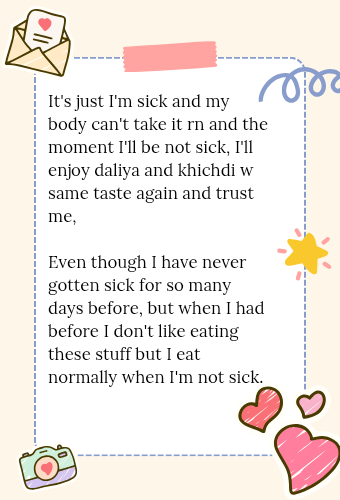 It's just I'm sick and my
body can't take it rn and the
moment I'll be not sick, I'll
enjoy daliya and khichdi w
same taste again and trust
me,
Even though I have never
gotten sick for so many
days before, but when I had
before I don't like eating
these stuff but I eat
normally when I'm not sick.